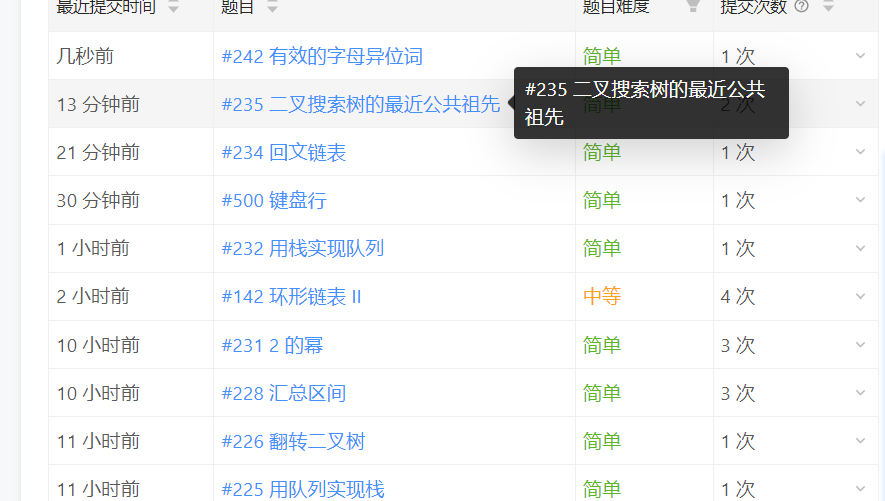 最近提交时间 题目 题目难度 提交次数
几秒前 #242 有效的字母异位词 简单 1 次
13 分钟前 #235 二叉搜索树的最近公共祖先 简单 2 次
#235 二叉搜索树的最近公共
祖先
21 分钟前 #234 回文链表 简单 1 次
30 分钟前 #500 键盘行 简单 1 次
1 小时前 #232 用栈实现队列 简单 1 次
2 小时前 #142 环形链表 II 中等 4 次
10 小时前 #231 2 的幂 简单 3 次
10 小时前 #228 汇总区间 简单 3 次
11 小时前 #226 翻转二叉树 简单 1 次
11 小时前 #225 用队列实现栈 简单 1 次